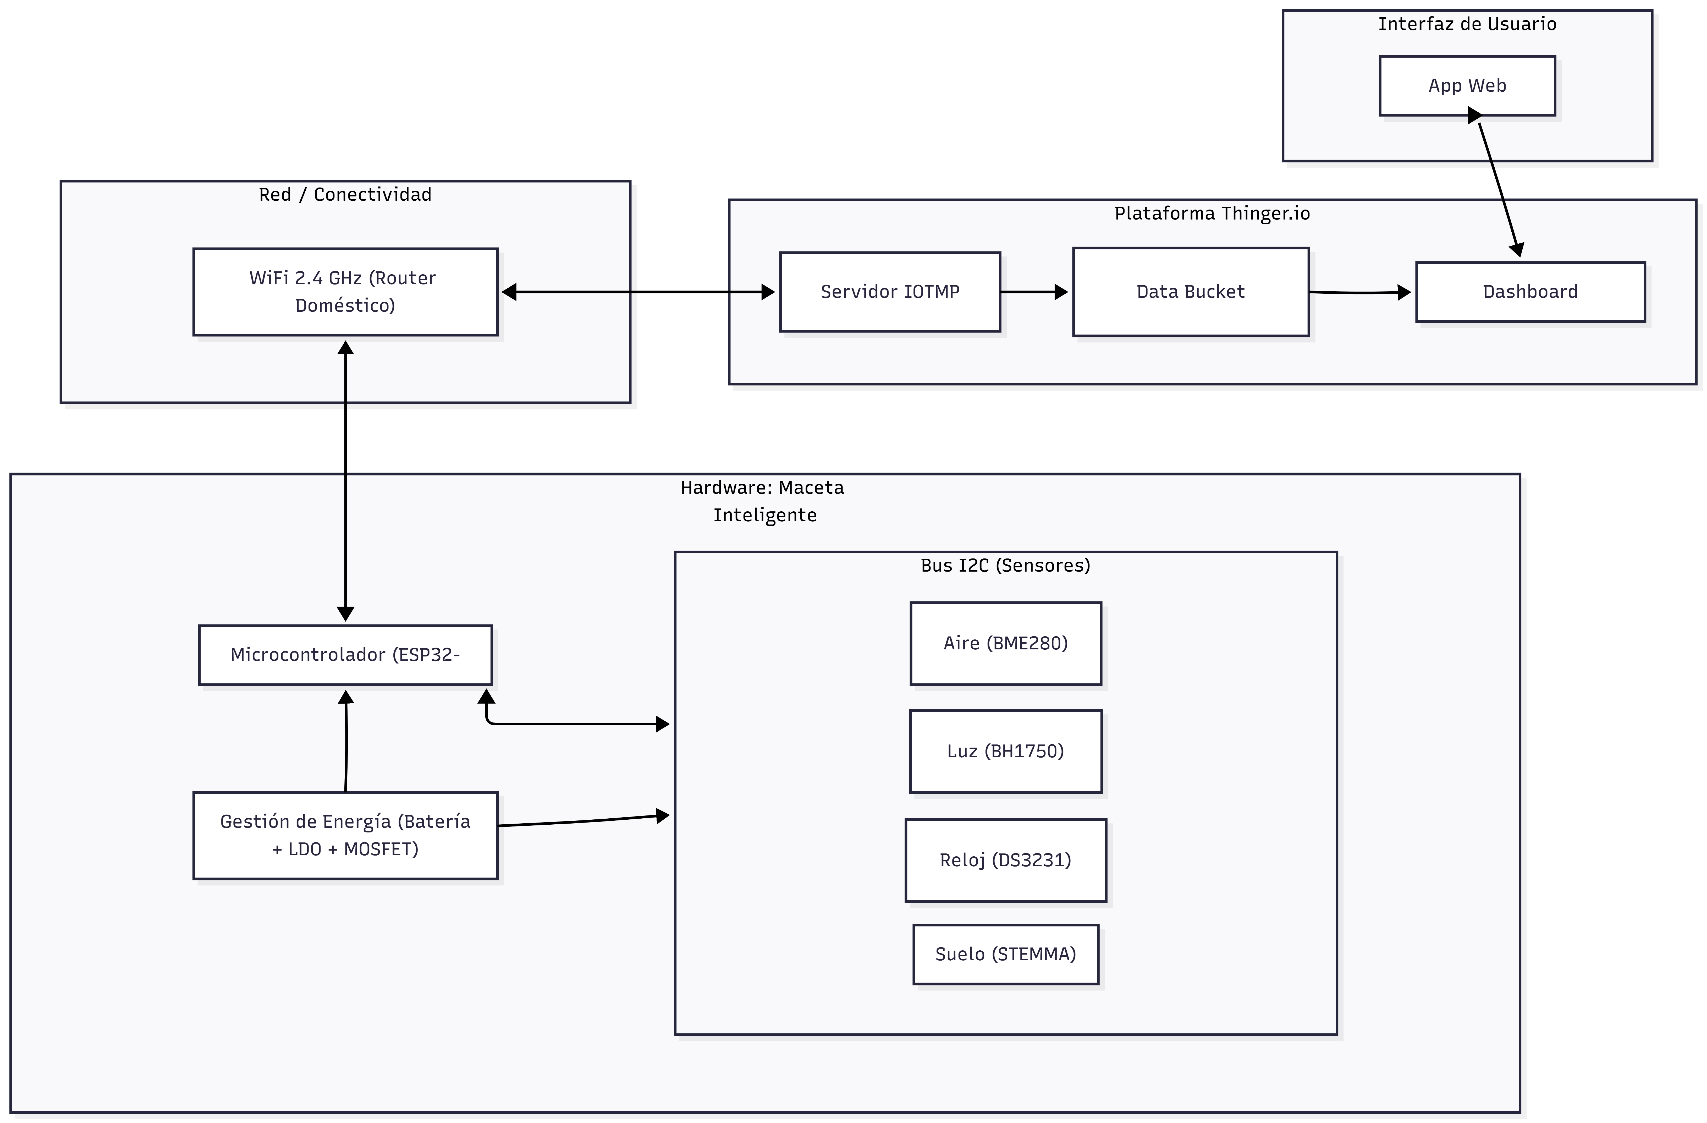 Interfaz de Usuario
App Web
Red / Conectividad
WiFi 2.4 GHz (Router
Doméstico)
Plataforma Thinger.io
Servidor IOTMP
Data Bucket
Dashboard
Hardware: Maceta
Inteligente
Microcontrolador (ESP32-
Gestión de Energía (Batería
+ LDO + MOSFET)
Bus I2C (Sensores)
Aire (BME280)
Luz (BH1750)
Reloj (DS3231)
Suelo (STEMMA)